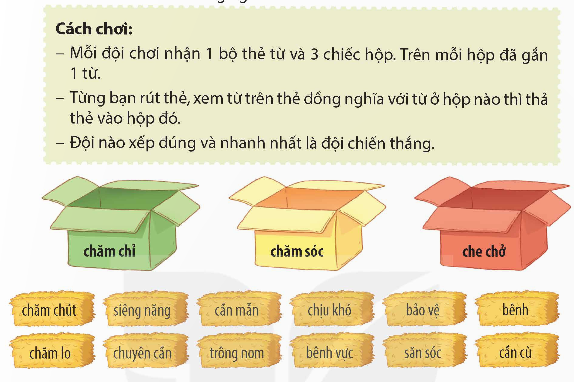 Cách chơi:
– Mỗi đội chơi nhận 1 bộ thẻ từ và 3 chiếc hộp. Trên mỗi hộp đã gắn
1 từ.
– Từng bạn rút thẻ, xem từ trên thẻ đồng nghĩa với từ ở hộp nào thì thả
thẻ vào hộp đó.
– Đội nào xếp đúng và nhanh nhất là đội chiến thắng.
chăm chỉ chăm sóc che chở
chăm chút siêng năng cần mẫn chịu khó bảo vệ bênh
chăm lo chuyên cần trông nom bênh vực săn sóc cần cù